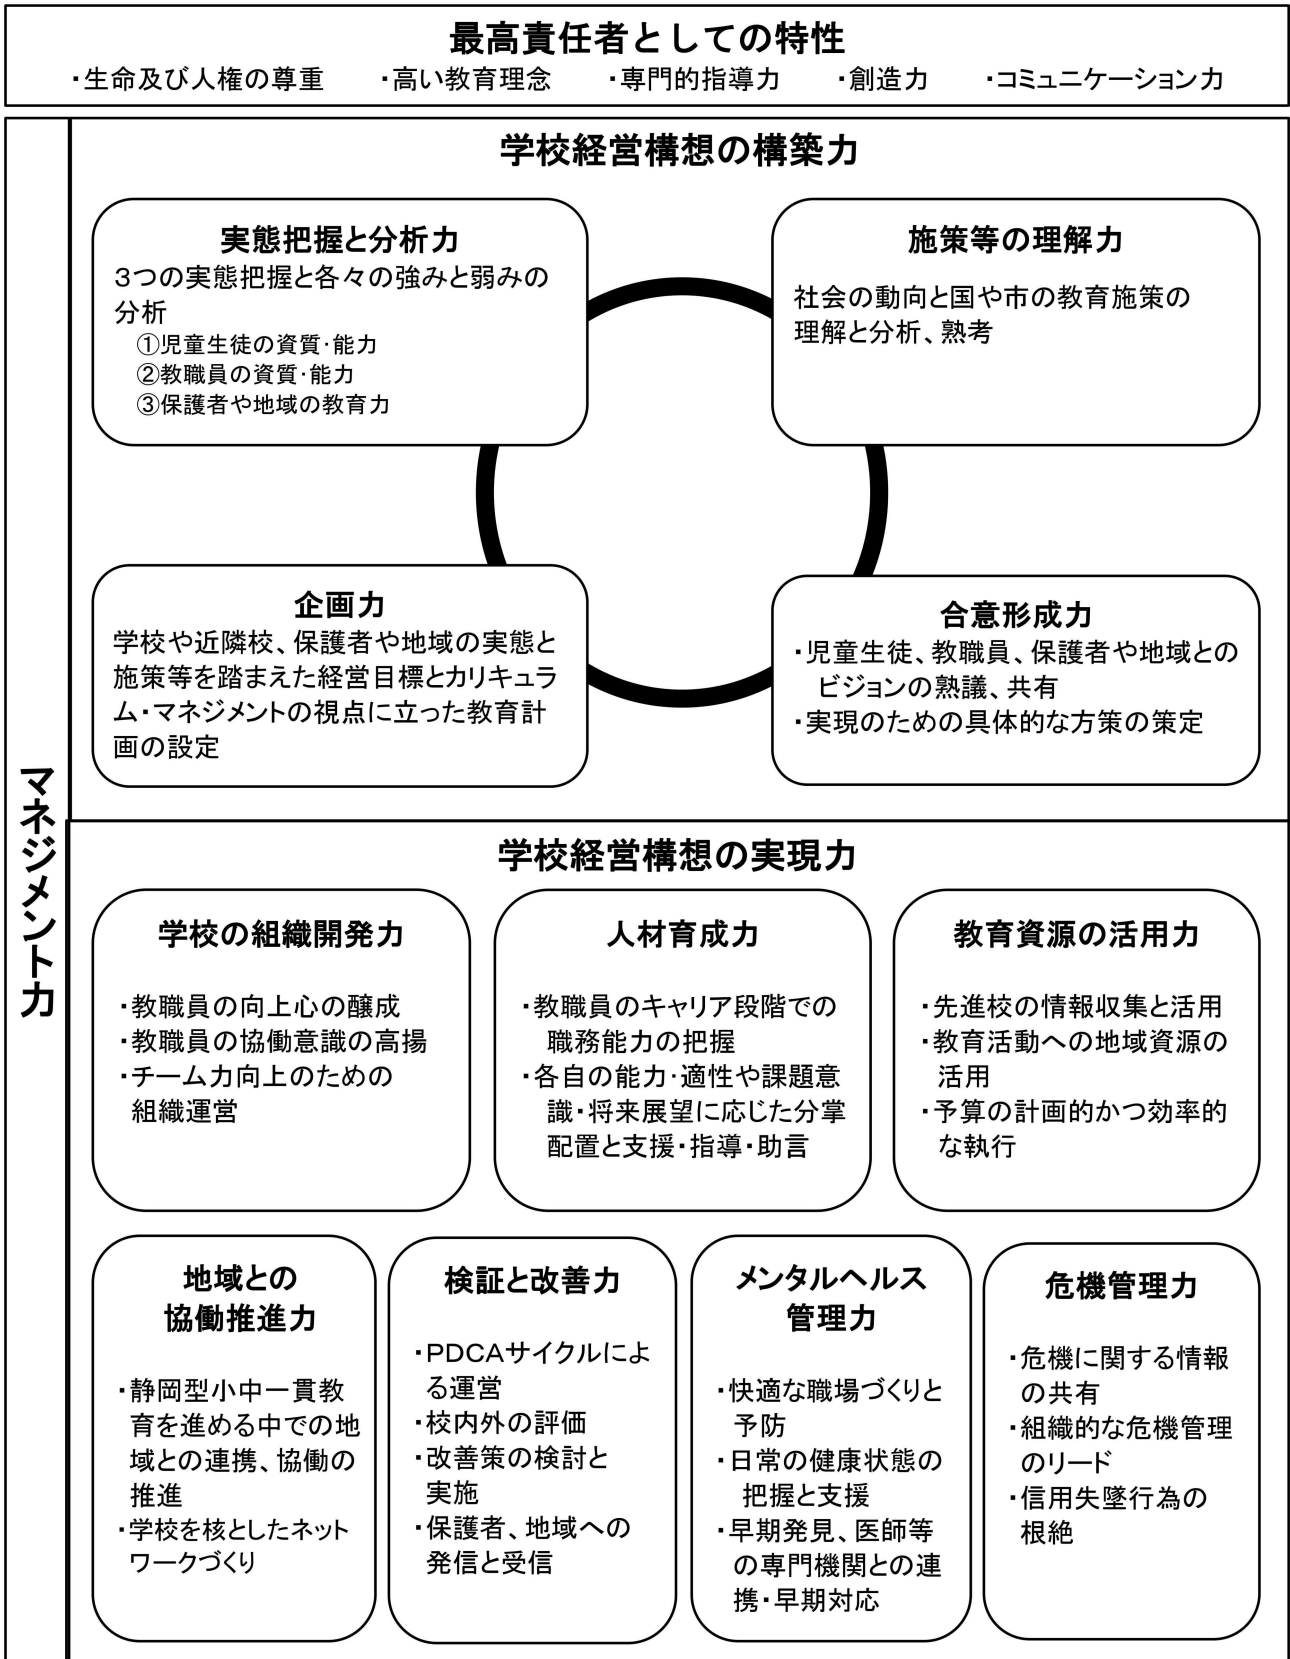 最高責任者としての特性
・生命及び人権の尊重　・高い教育理念　・専門的指導力　・創造力　・コミュニケーション力
マネジメント力
学校経営構想の構築力
実態把握と分析力
3つの実態把握と各々の強みと弱みの
分析
①児童生徒の資質・能力
②教職員の資質・能力
③保護者や地域の教育力
施策等の理解力
社会の動向と国や市の教育施策の
理解と分析、熟考
企画力
学校や近隣校、保護者や地域の実態と
施策等を踏まえた経営目標とカリキュラ
ム・マネジメントの視点に立った教育計
画の設定
合意形成力
・児童生徒、教職員、保護者や地域との
ビジョンの熟議、共有
・実現のための具体的な方策の策定
学校経営構想の実現力
学校の組織開発力
・教職員の向上心の醸成
・教職員の協働意識の高揚
・チーム力向上のための
組織運営
人材育成力
・教職員のキャリア段階での
職務能力の把握
・各自の能力・適性や課題意
識・将来展望に応じた分掌
配置と支援・指導・助言
教育資源の活用力
・先進校の情報収集と活用
・教育活動への地域資源の
活用
・予算の計画的かつ効率的
な執行
地域との
協働推進力
・静岡型小中一貫教
育を進める中での地
域との連携、協働の
推進
・学校を核としたネット
ワークづくり
検証と改善力
・PDCAサイクルによ
る運営
・校内外の評価
・改善策の検討と
実施
・保護者、地域への
発信と受信
メンタルヘルス
管理力
・快適な職場づくりと
予防
・日常の健康状態の
把握と支援
・早期発見、医師等
の専門機関との連
携・早期対応
危機管理力
・危機に関する情報
の共有
・組織的な危機管理
のリード
・信用失墜行為の
根絶